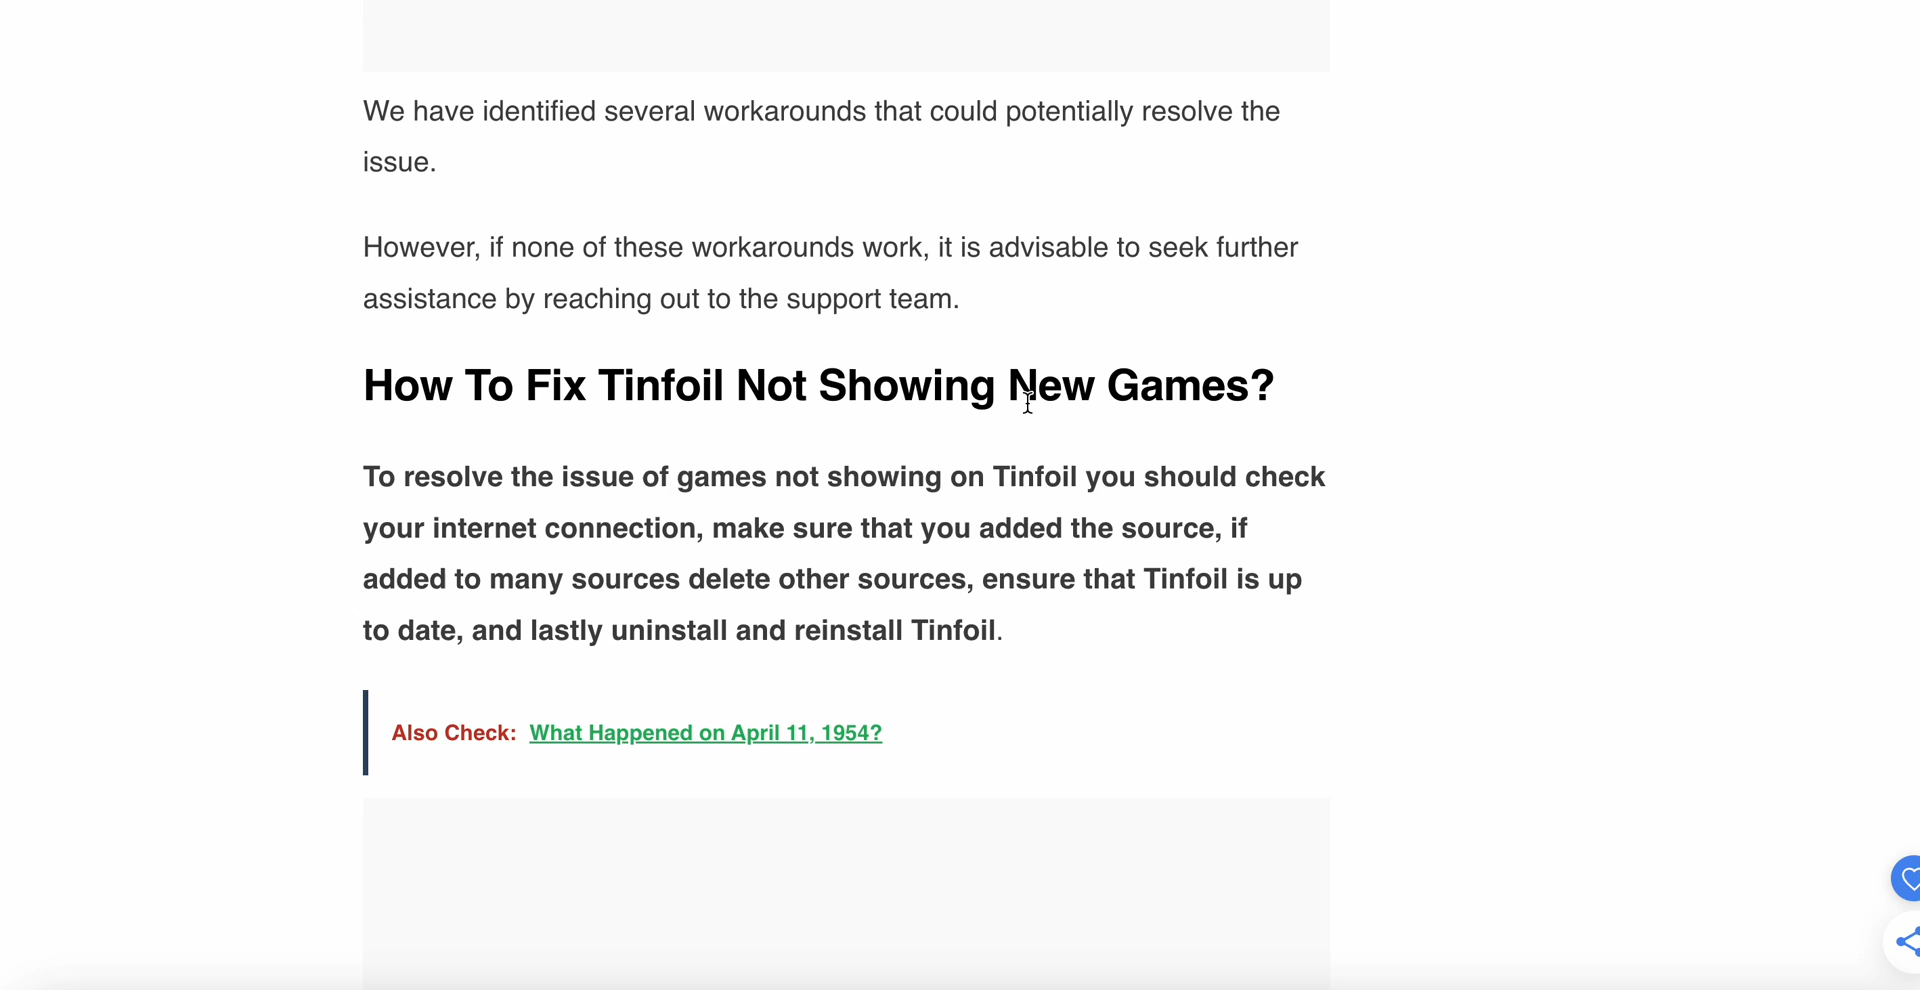 We have identified several workarounds that could potentially resolve the
issue.
However, if none of these workarounds work, it is advisable to seek further
assistance by reaching out to the support team.
How To Fix Tinfoil Not Showing New Games?
To resolve the issue of games not showing on Tinfoil you should check
your internet connection, make sure that you added the source, if
added to many sources delete other sources, ensure that Tinfoil is up
to date, and lastly uninstall and reinstall Tinfoil.
Also Check: What Happened on April 11, 1954?